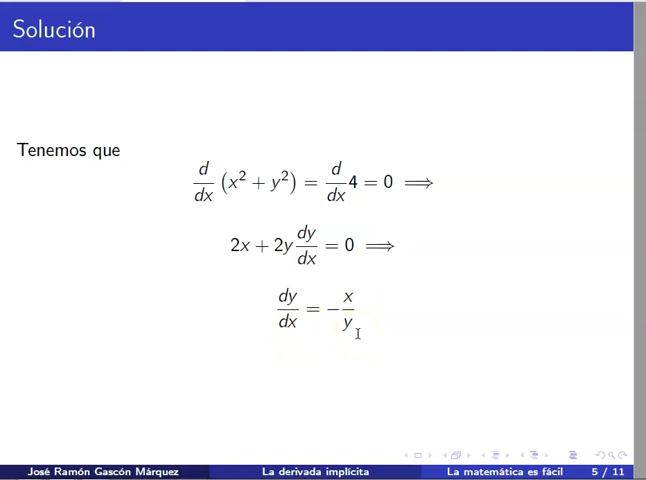 Solución
Tenemos que
d/dx (x² + y²) = d/dx 4 = 0 ⟹
2x + 2y dy/dx = 0 ⟹
dy/dx = − x/y
José Ramón Gascón Márquez La derivada implícita La matemática es fácil 5 / 11